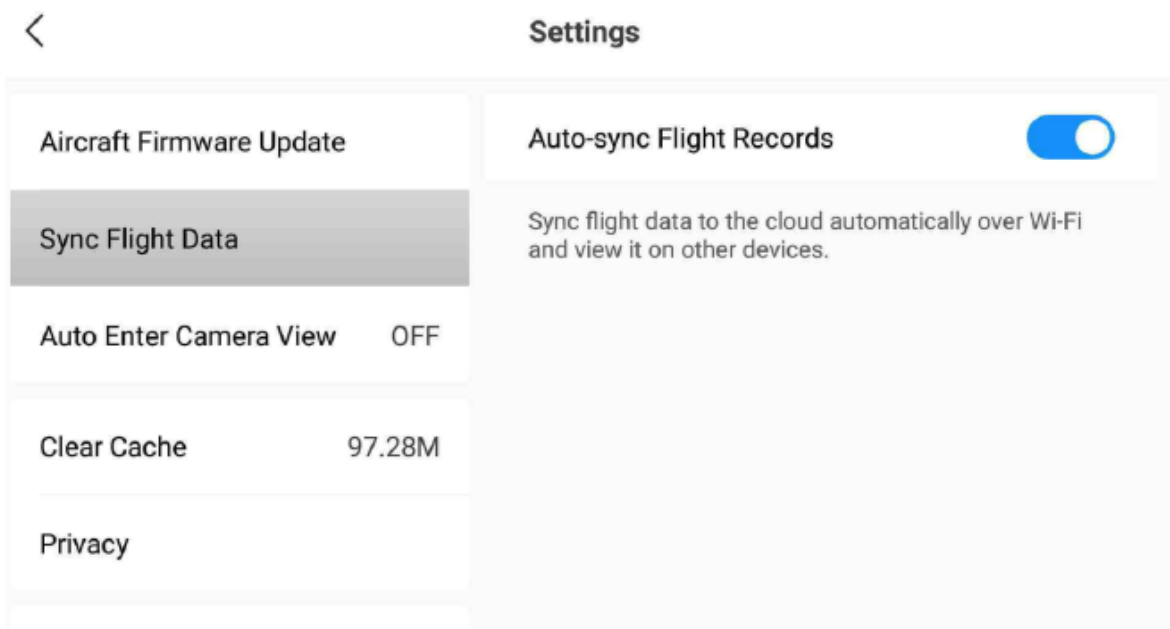 Settings
Aircraft Firmware Update
Sync Flight Data
Auto Enter Camera View OFF
Clear Cache 97.28M
Privacy
Auto-sync Flight Records
Sync flight data to the cloud automatically over Wi-Fi
and view it on other devices.